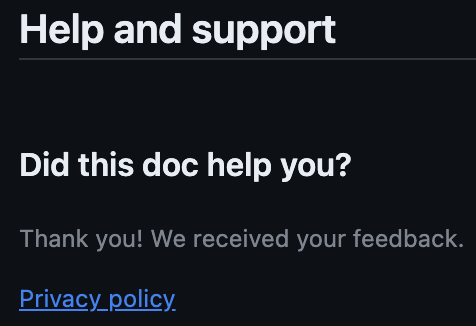 Help and support
Did this doc help you?
Thank you! We received your feedback.
Privacy policy